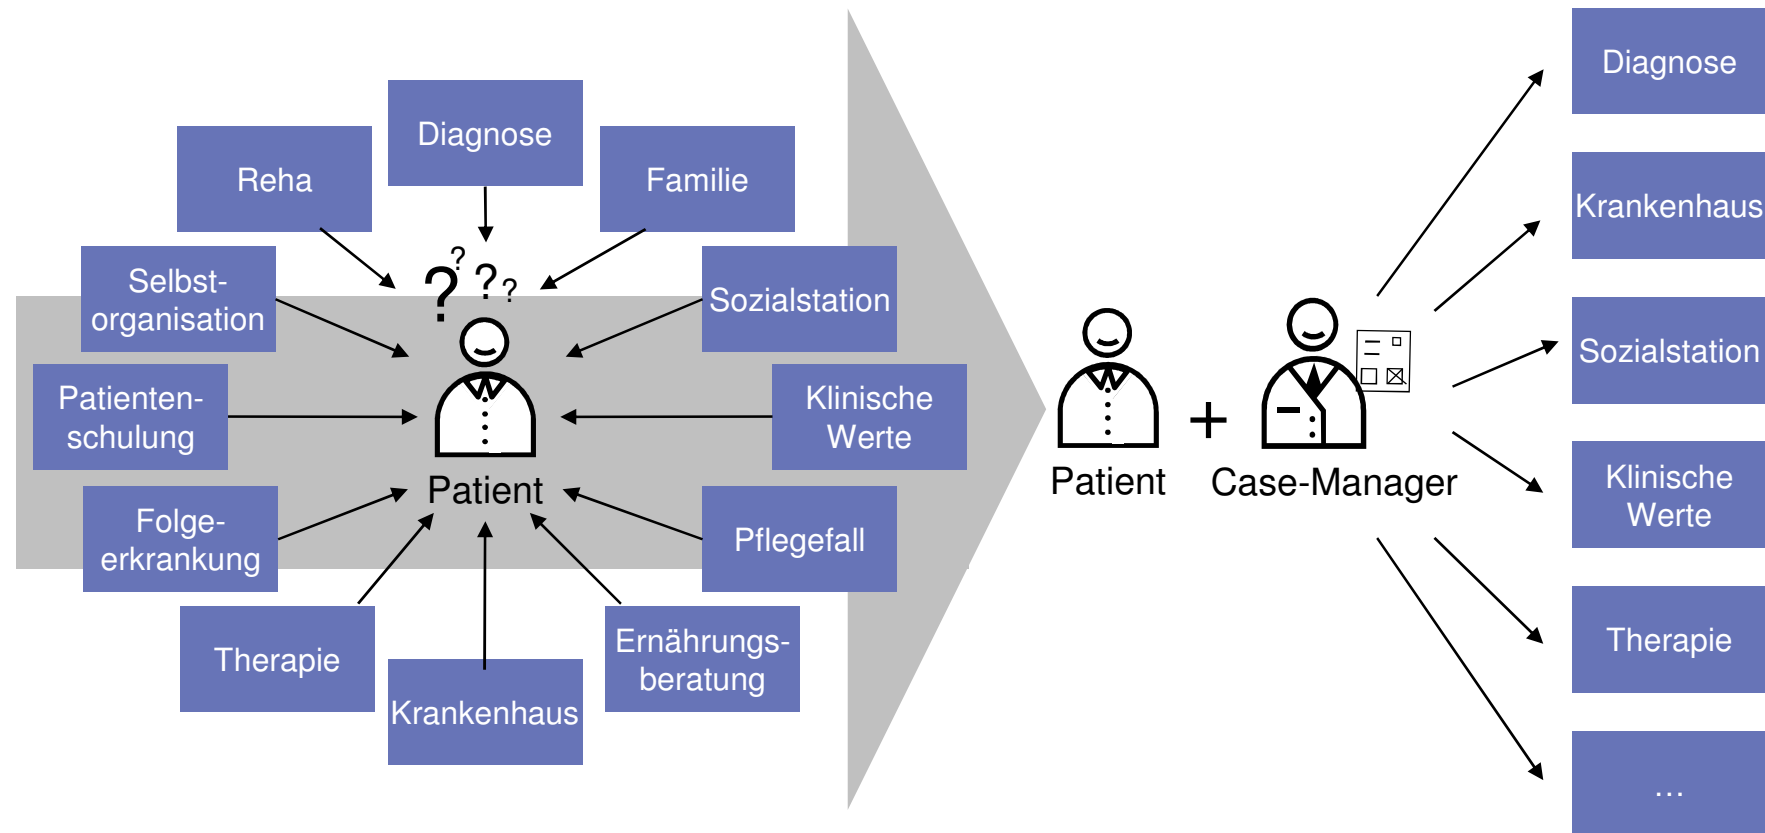 Diagnose
Reha
Familie
Selbst-
organisation
Sozialstation
? ? ? ?
Patienten-
schulung
Klinische
Werte
Patient
Folge-
erkrankung
Pflegefall
Therapie
Ernährungs-
beratung
Krankenhaus
Patient
+
Case-Manager
Diagnose
Krankenhaus
Sozialstation
Klinische
Werte
Therapie
...